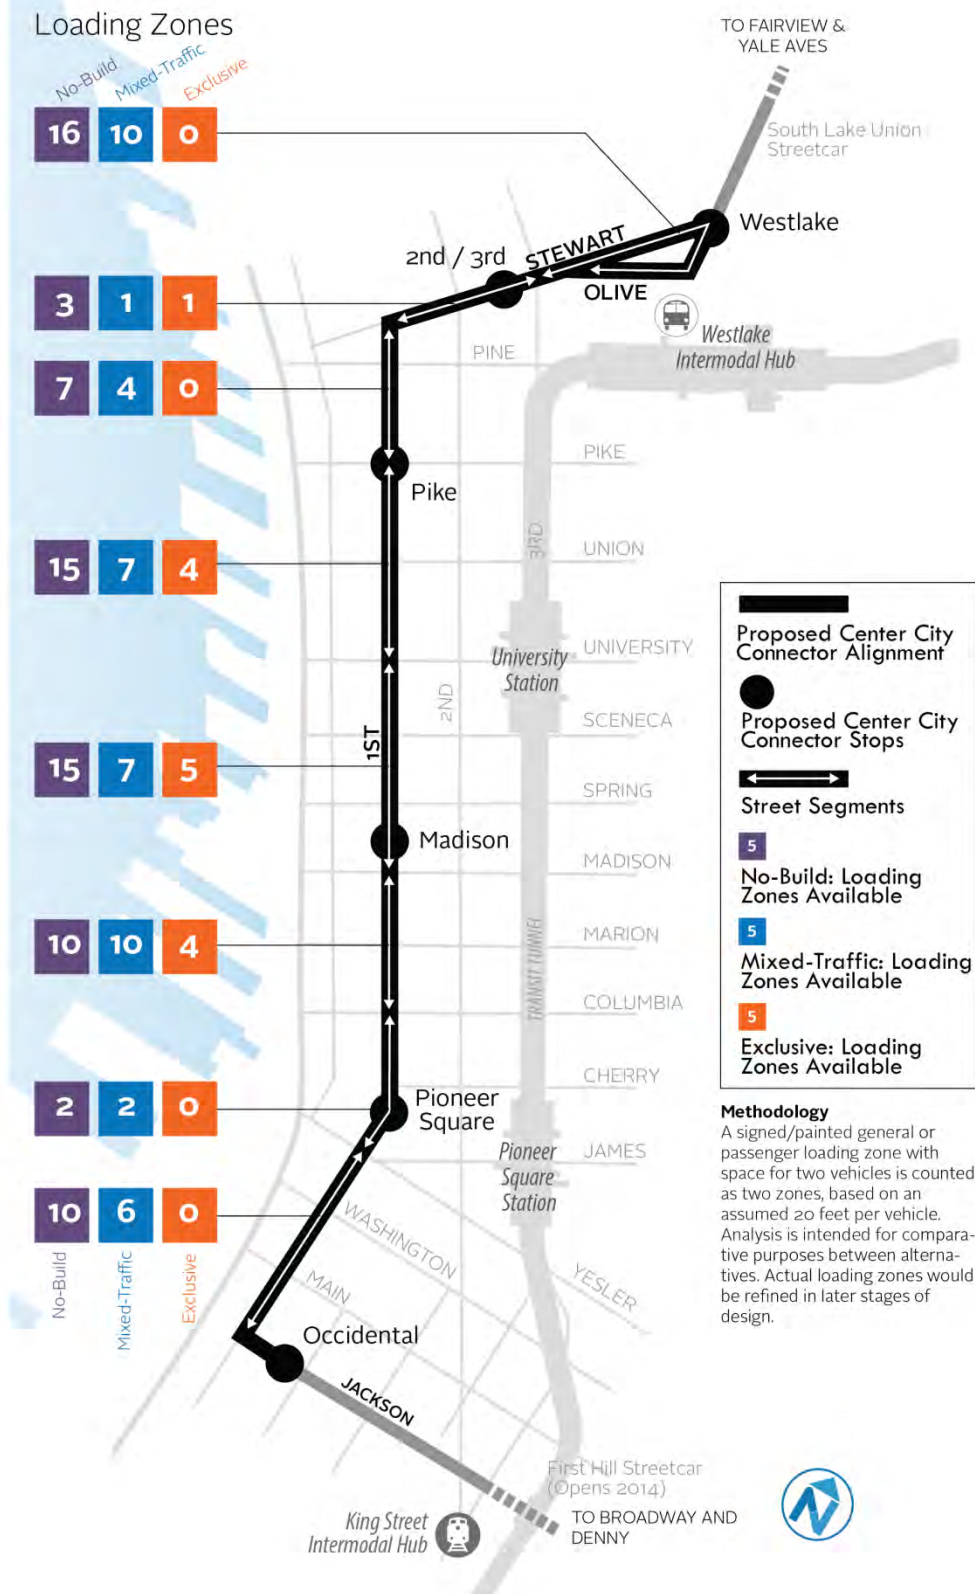 Loading Zones
No-Build
Mixed-Traffic
Exclusive
16 10 0
3 1 1
7 4 0
15 7 4
15 7 5
10 10 4
2 2 0
10 6 0
No-Build
Mixed-Traffic
Exclusive
TO FAIRVIEW &
YALE AVES
South Lake Union
Streetcar
Westlake
2nd / 3rd
STEWART
OLIVE
Westlake
Intermodal Hub
PINE
PIKE
Pike
3RD
UNION
University
Station
UNIVERSITY
2ND
SCENECA
1ST
SPRING
Madison
MADISON
MARION
TRANSIT TUNNEL
COLUMBIA
CHERRY
Pioneer
Square
Pioneer
Square
Station
JAMES
WASHINGTON
YESLER
MAIN
Occidental
JACKSON
First Hill Streetcar
(Opens 2014)
TO BROADWAY AND
DENNY
King Street
Intermodal Hub
Proposed Center City
Connector Alignment
Proposed Center City
Connector Stops
Street Segments
5
No-Build: Loading
Zones Available
5
Mixed-Traffic: Loading
Zones Available
5
Exclusive: Loading
Zones Available
Methodology
A signed/painted general or
passenger loading zone with
space for two vehicles is counted
as two zones, based on an
assumed 20 feet per vehicle.
Analysis is intended for compara-
tive purposes between alterna-
tives. Actual loading zones would
be refined in later stages of
design.
N